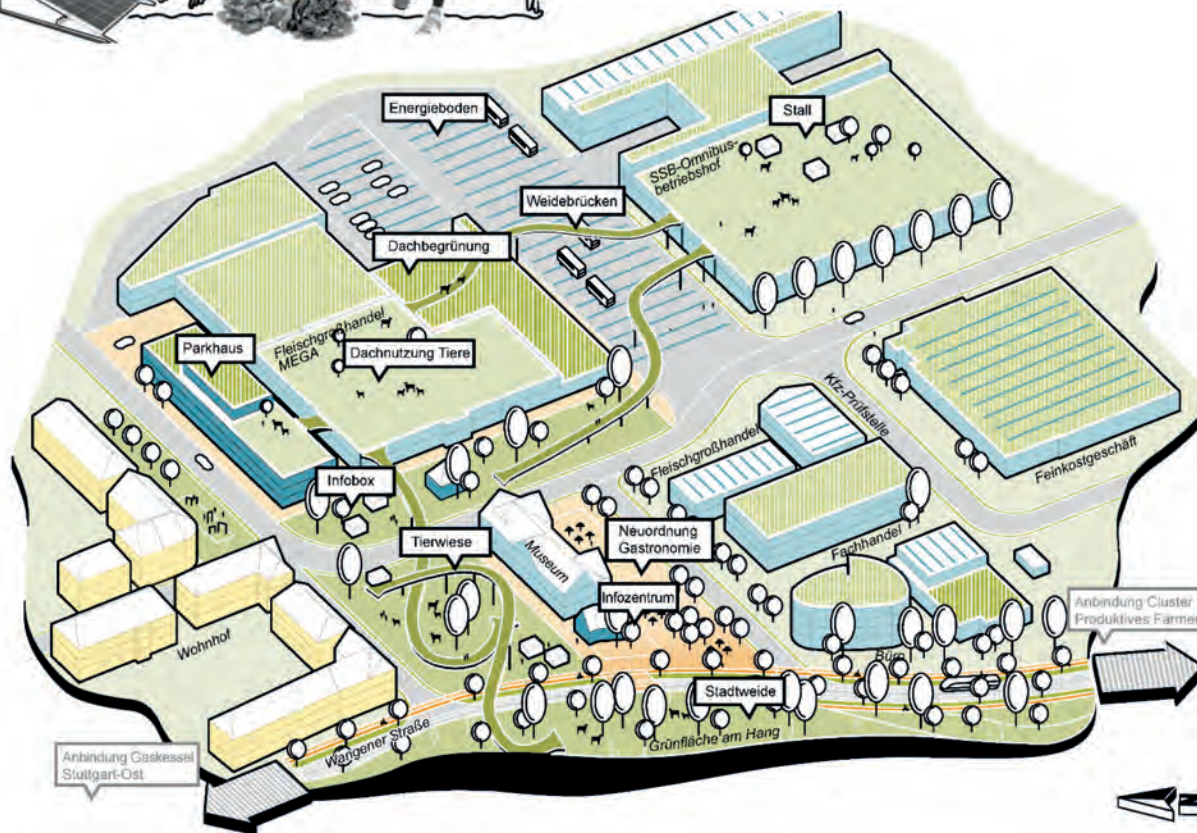 Energieboden
Stall
SSB-Omnibus-
betriebshof
Weidebrücken
Dachbegrünung
Fleischgroßhandel
MEGA
Parkhaus
Dachnutzung Tiere
Kfz-Prüfstelle
Fleischgroßhandel
Feinkostgeschäft
Infobox
Neuordnung
Gastronomie
Tierwiese
Museum
Fachhandel
Infozentrum
Anbindung Cluster
Wohnhof
Büro
Stadtweide
Grünfläche am Hang
Wangener Straße
Anbindung Gaskessel
Stuttgart-Ost
Produktives
N